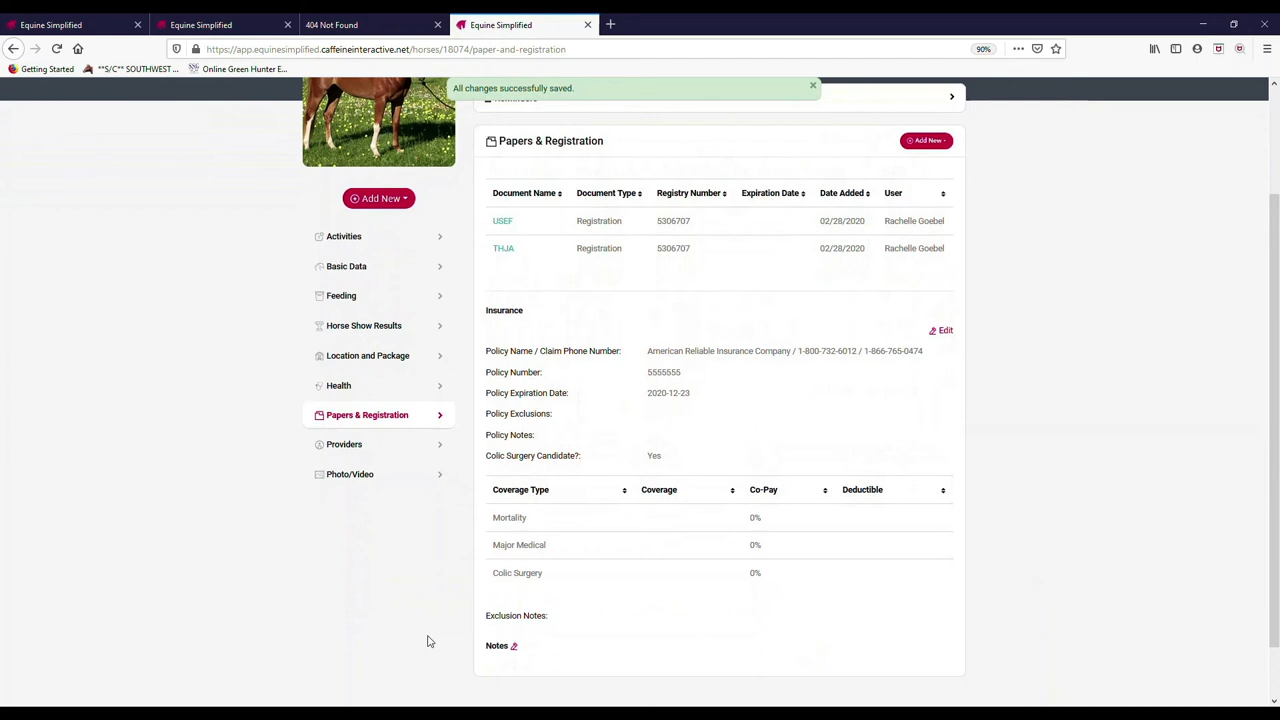 Equine Simplified
Equine Simplified
404 Not Found
Equine Simplified
https://app.equinesimplified.caffeineinteractive.net/horses/18074/paper-and-registration
90%
Getting Started
**S/C** SOUTHWEST ...
Online Green Hunter E...
All changes successfully saved.
Papers & Registration
Add New
Document Name
Document Type
Registry Number
Expiration Date
Date Added
User
USEF
Registration
5306707
02/28/2020
Rachelle Goebel
THJA
Registration
5306707
02/28/2020
Rachelle Goebel
Add New
Activities
Basic Data
Feeding
Horse Show Results
Location and Package
Health
Papers & Registration
Providers
Photo/Video
Insurance
Edit
Policy Name / Claim Phone Number:
American Reliable Insurance Company / 1-800-732-6012 / 1-866-765-0474
Policy Number:
5555555
Policy Expiration Date:
2020-12-23
Policy Exclusions:
Policy Notes:
Colic Surgery Candidate?:
Yes
Coverage Type
Coverage
Co-Pay
Deductible
Mortality
0%
Major Medical
0%
Colic Surgery
0%
Exclusion Notes:
Notes